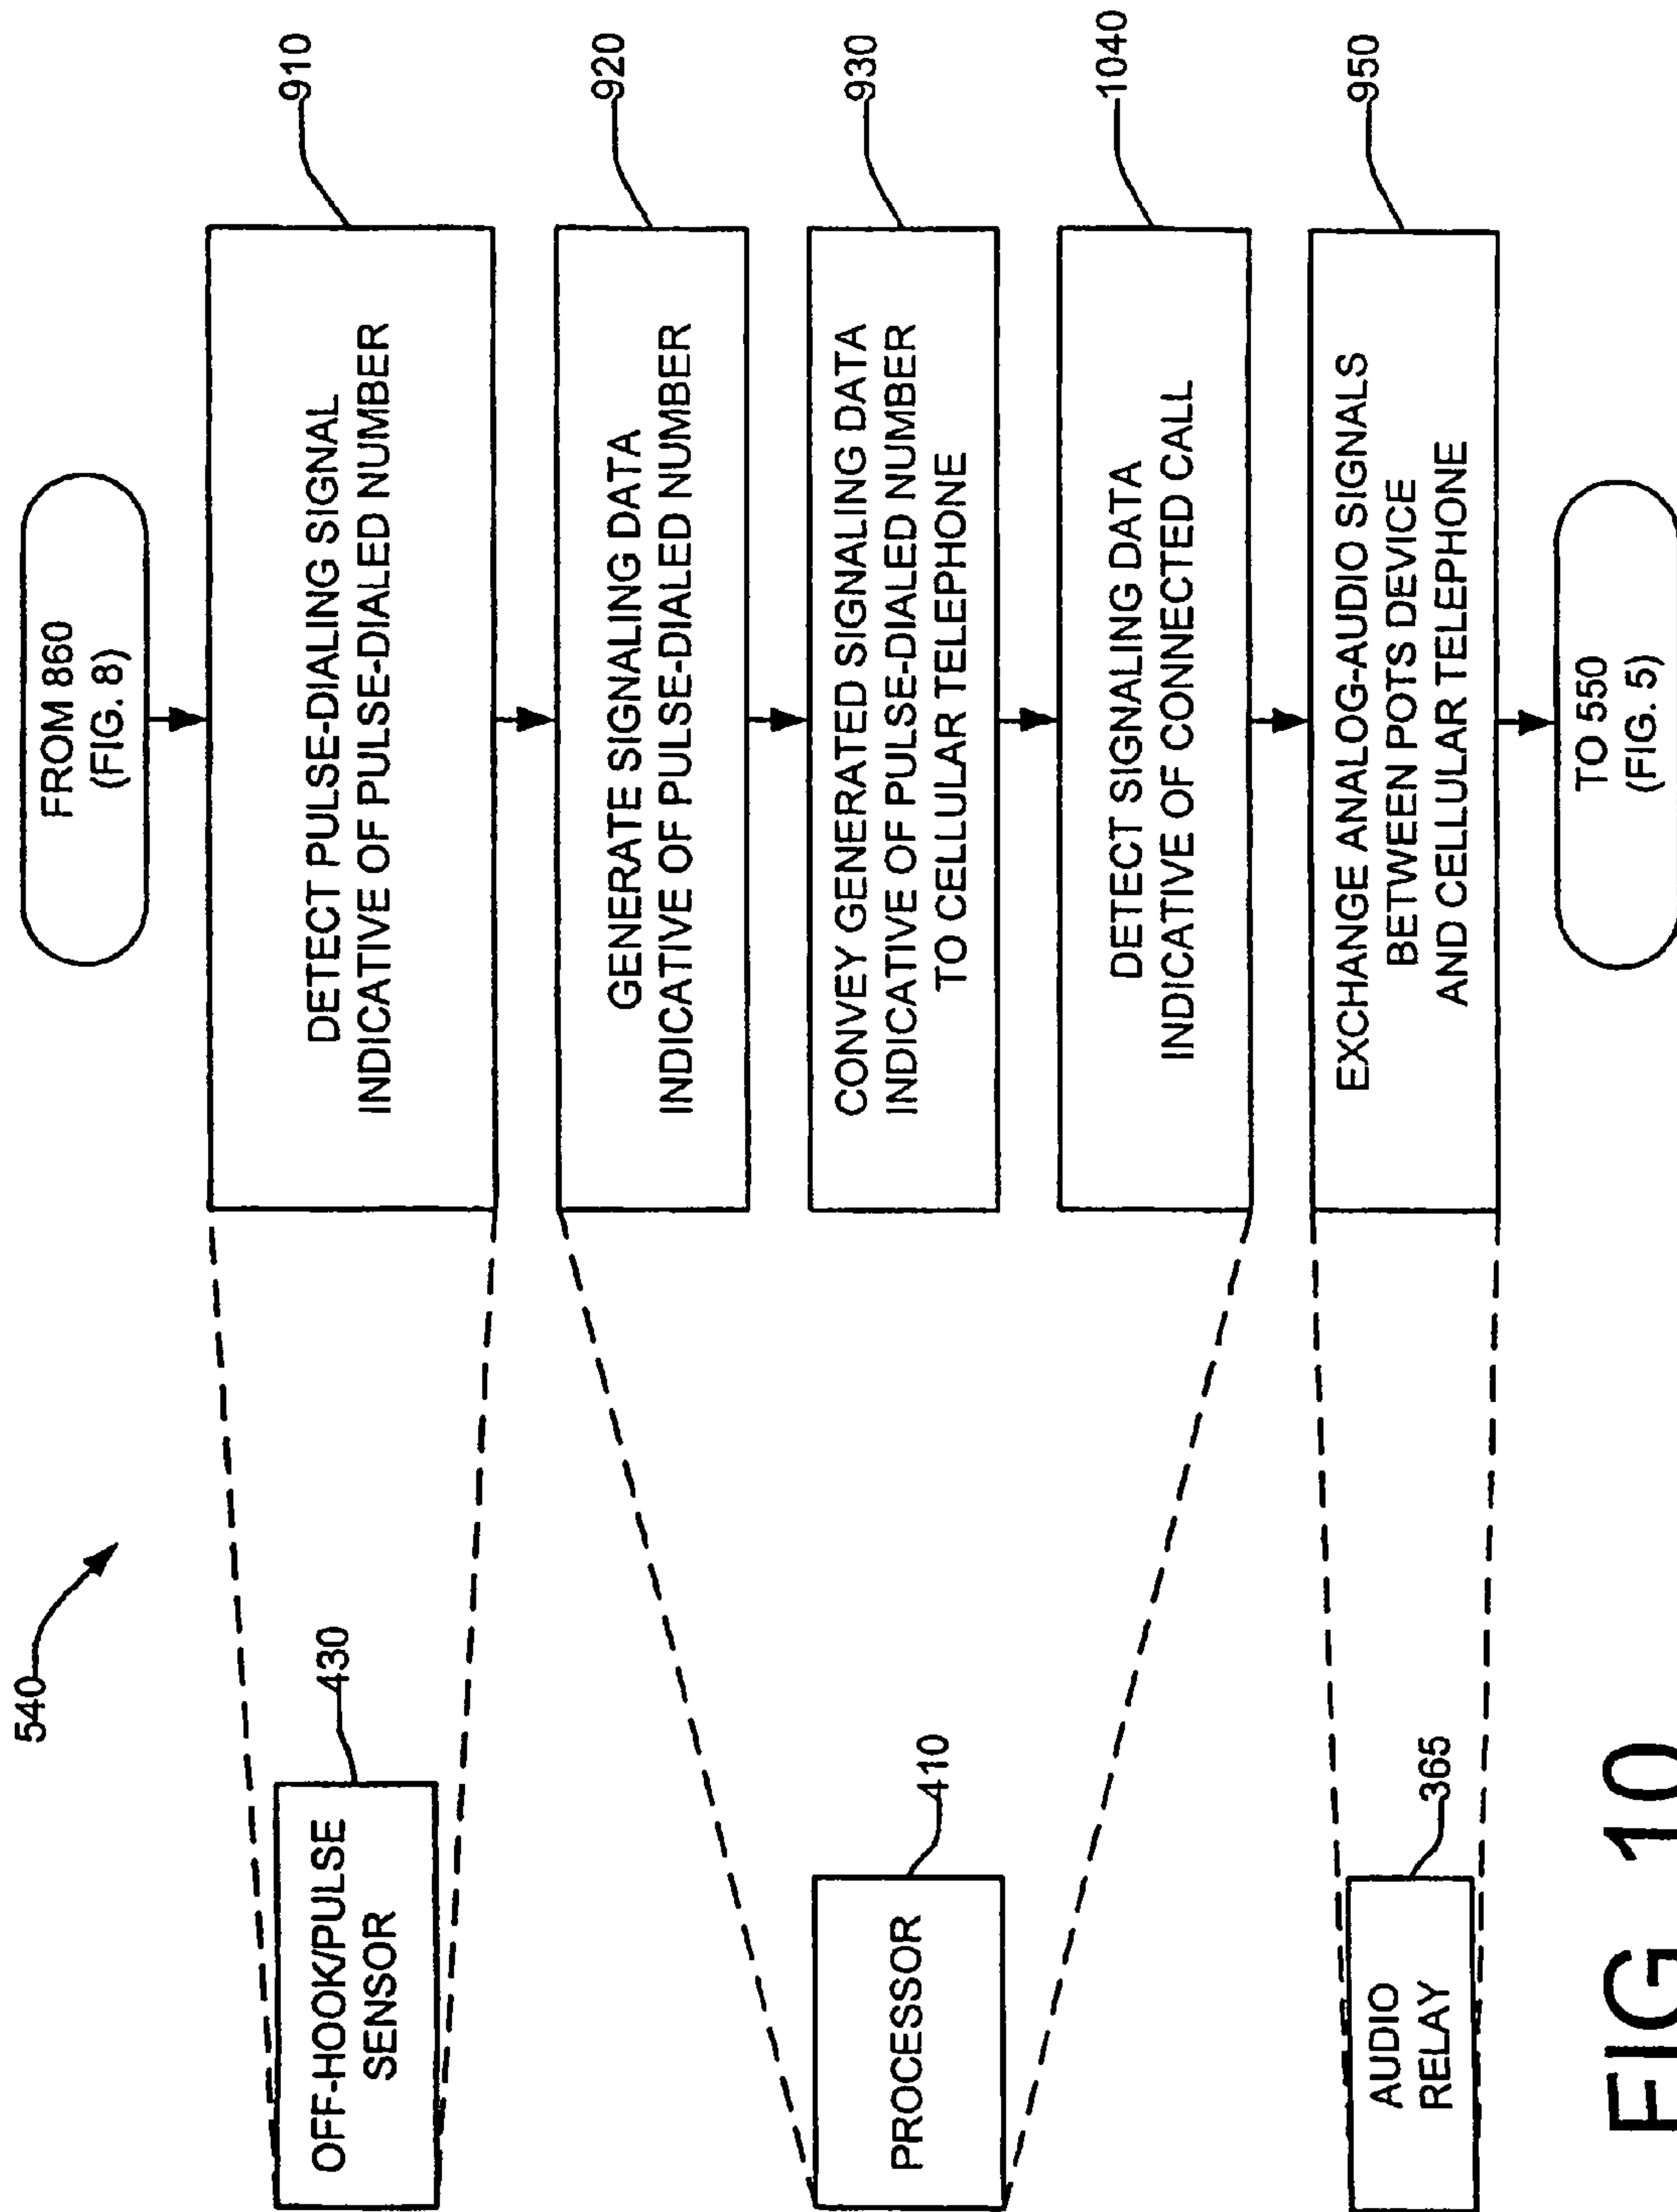 540
FROM 860
(FIG. 8)
OFF-HOOK/PULSE
SENSOR
430
DETECT PULSE-DIALING SIGNAL
INDICATIVE OF PULSE-DIALED NUMBER
910
GENERATE SIGNALING DATA
INDICATIVE OF PULSE-DIALED NUMBER
920
PROCESSOR
410
CONVEY GENERATED SIGNALING DATA
INDICATIVE OF PULSE-DIALED NUMBER
TO CELLULAR TELEPHONE
930
DETECT SIGNALING DATA
INDICATIVE OF CONNECTED CALL
1040
AUDIO
RELAY
365
EXCHANGE ANALOG-AUDIO SIGNALS
BETWEEN POTS DEVICE
AND CELLULAR TELEPHONE
950
TO 550
(FIG. 5)
FIG 10